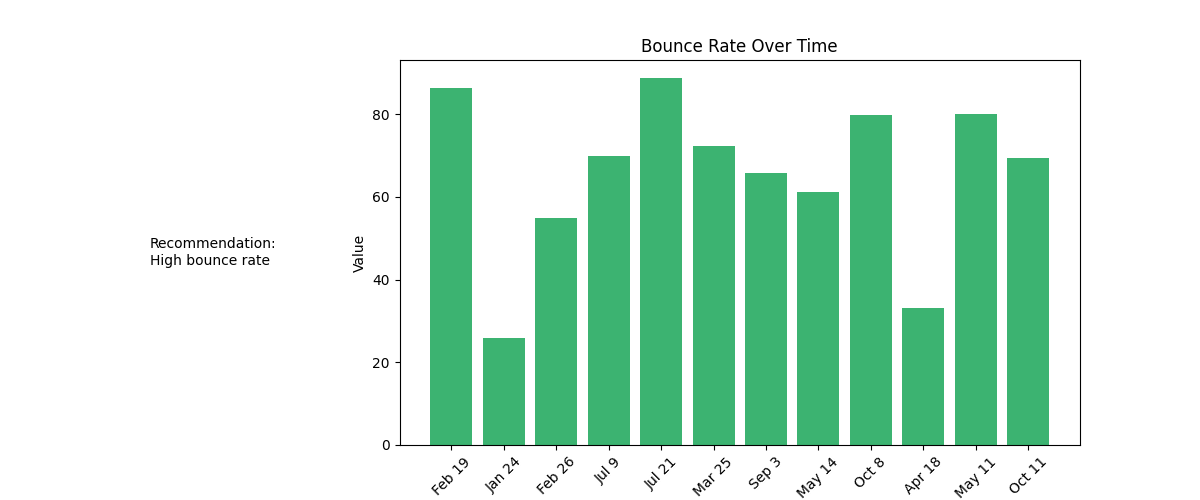 Bounce Rate Over Time
Recommendation:
High bounce rate
Value
80
60
40
20
0
Feb 19
Jan 24
Feb 26
Jul 9
Jul 21
Mar 25
Sep 3
May 14
Oct 8
Apr 18
May 11
Oct 11